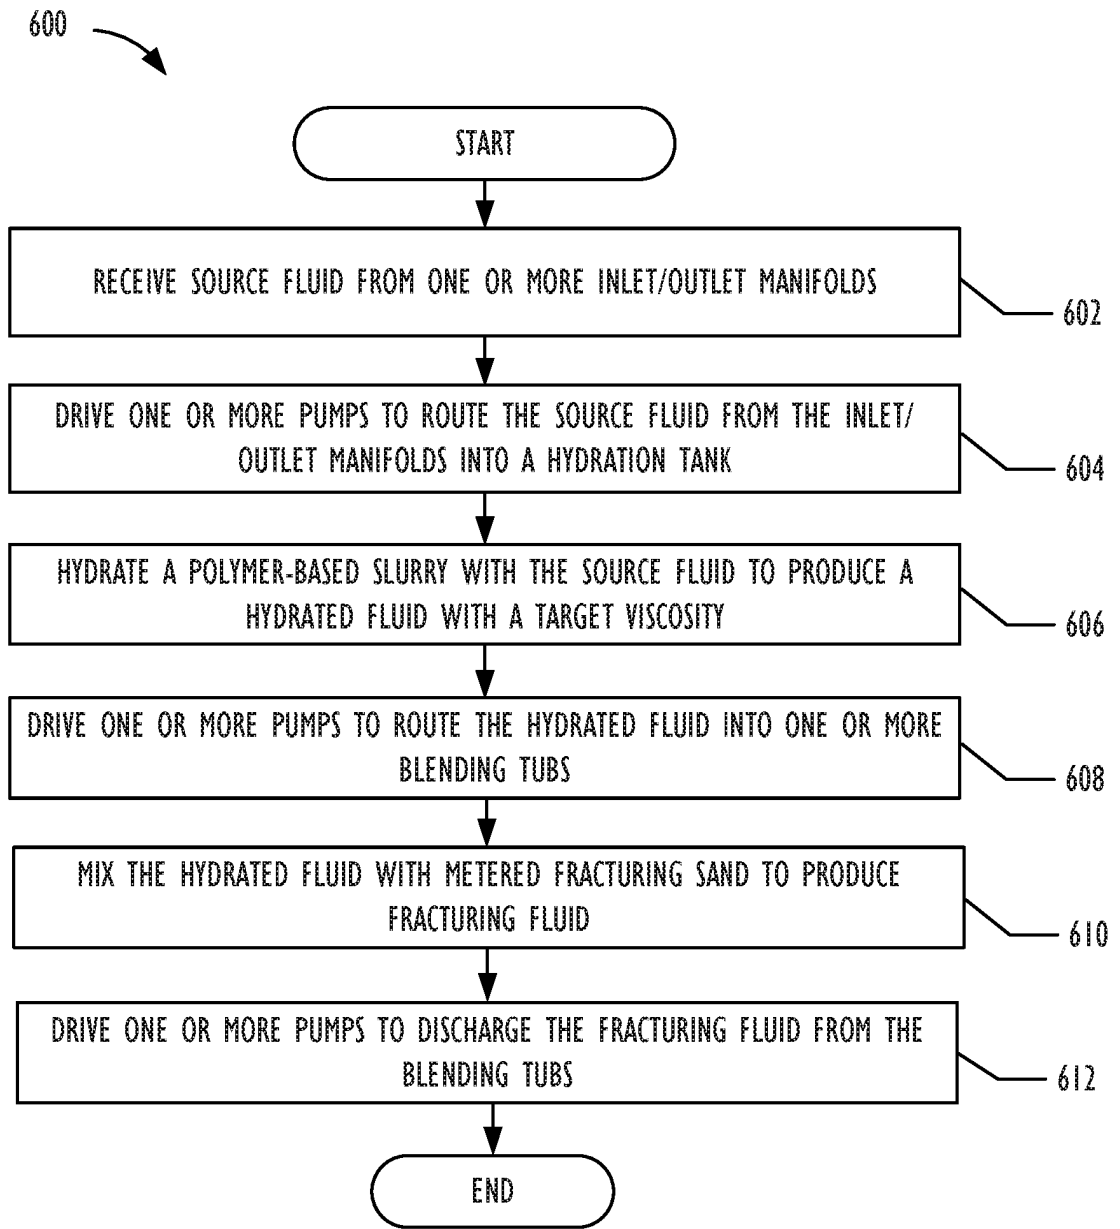 600
START
RECEIVE SOURCE FLUID FROM ONE OR MORE INLET/OUTLET MANIFOLDS
602
DRIVE ONE OR MORE PUMPS TO ROUTE THE SOURCE FLUID FROM THE INLET/
OUTLET MANIFOLDS INTO A HYDRATION TANK
604
HYDRATE A POLYMER-BASED SLURRY WITH THE SOURCE FLUID TO PRODUCE A
HYDRATED FLUID WITH A TARGET VISCOSITY
606
DRIVE ONE OR MORE PUMPS TO ROUTE THE HYDRATED FLUID INTO ONE OR MORE
BLENDING TUBS
608
MIX THE HYDRATED FLUID WITH METERED FRACTURING SAND TO PRODUCE
FRACTURING FLUID
610
DRIVE ONE OR MORE PUMPS TO DISCHARGE THE FRACTURING FLUID FROM THE
BLENDING TUBS
612
END